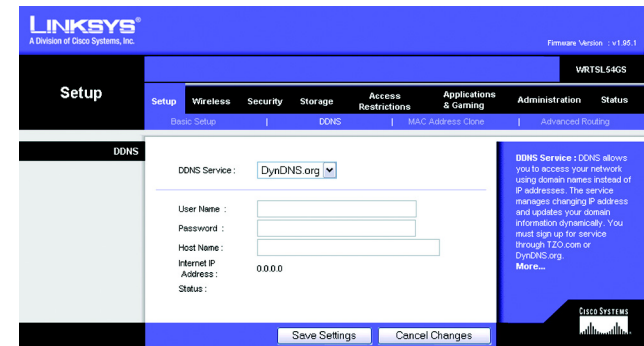 LINKSYS®
A Division of Cisco Systems, Inc.
Firmware Version : v1.95.1
WRTSL54GS
Setup
Setup Wireless Security Storage Access Restrictions Applications & Gaming Administration Status
Basic Setup | DDNS | MAC Address Clone | Advanced Routing
DDNS
DDNS Service :
DynDNS.org
User Name :
Password :
Host Name :
Internet IP
Address :
0.0.0.0
Status :
DDNS Service : DDNS allows
you to access your network
using domain names instead of
IP addresses. The service
manages changing IP address
and updates your domain
information dynamically. You
must sign up for service
through TZO.com or
DynDNS.org.
More...
CISCO SYSTEMS
Save Settings
Cancel Changes